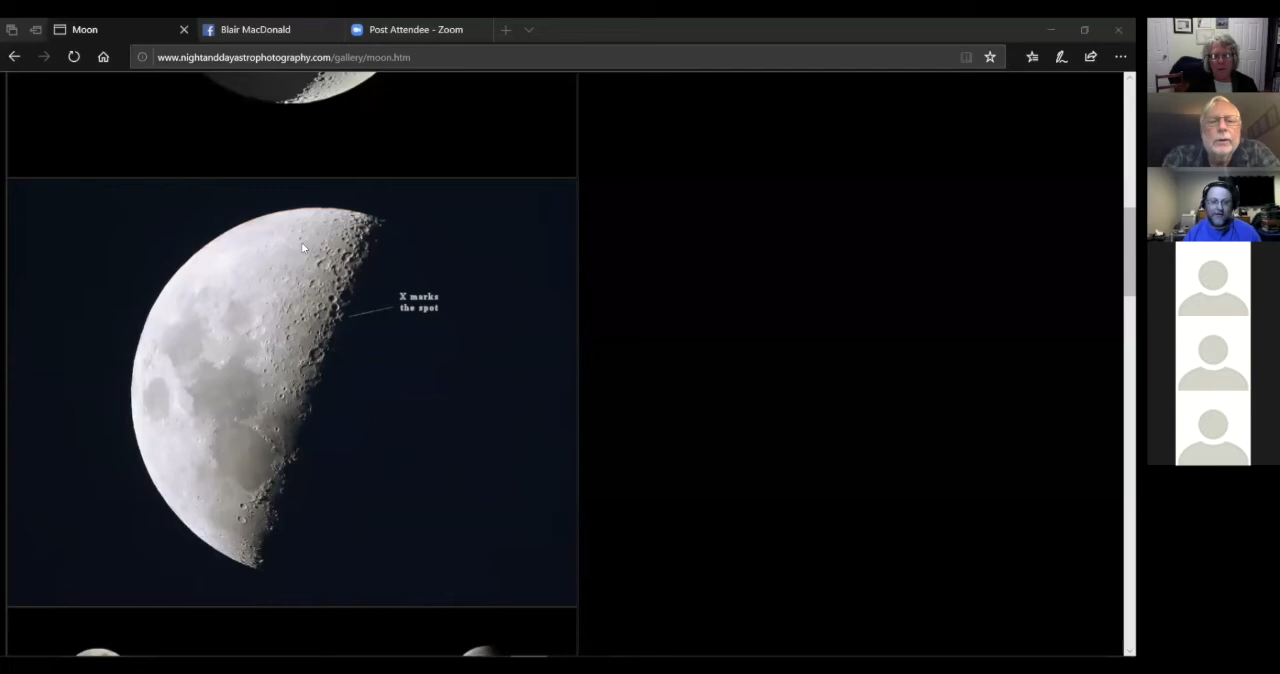 Moon
Blair MacDonald
Post Attendee - Zoom
www.nightanddayastrophotography.com/gallery/moon.htm
X marks
the spot